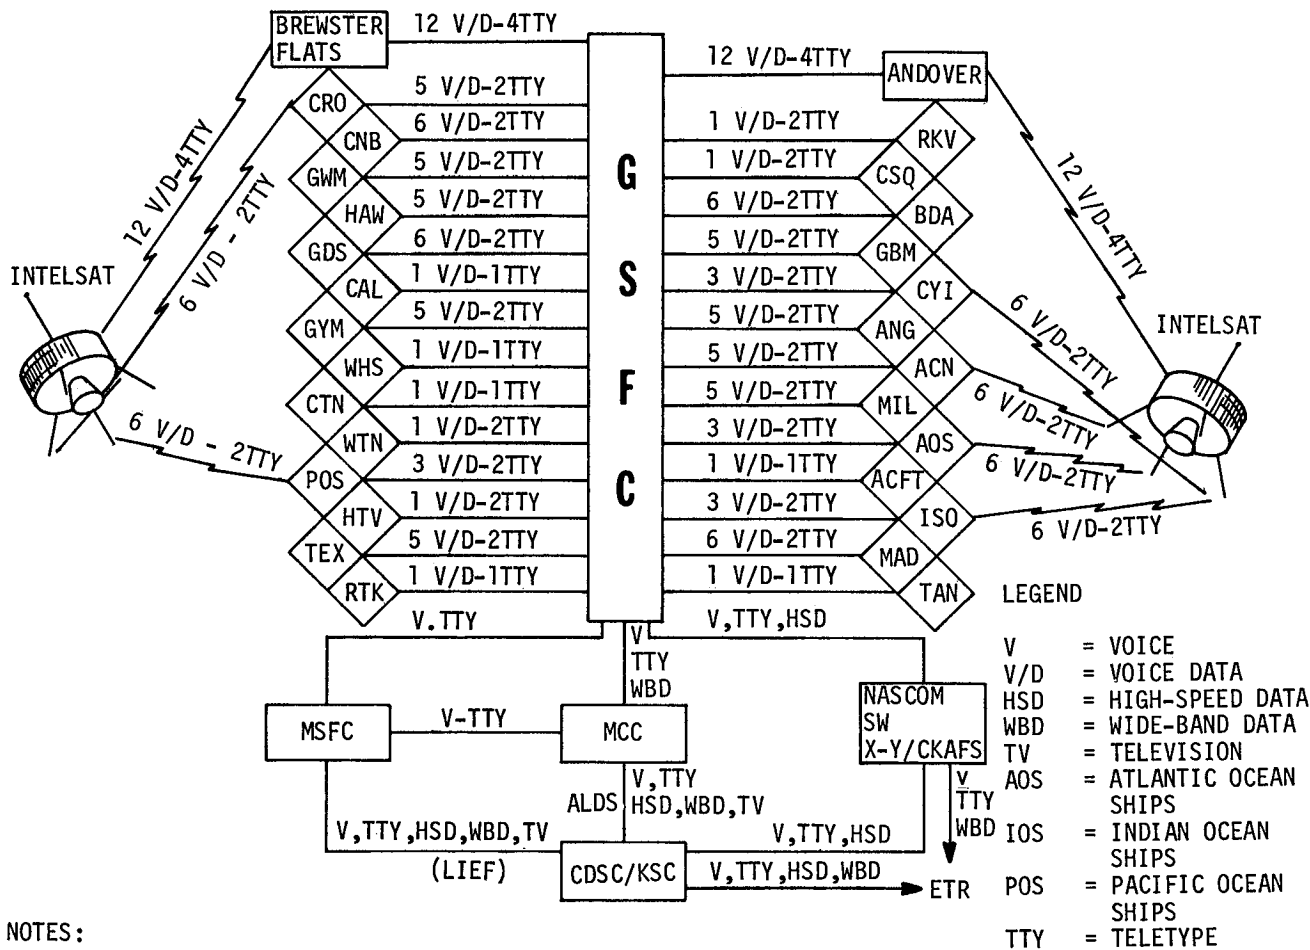 BREWSTER
FLATS
12 V/D-4TTY
12 V/D-4TTY
ANDOVER
CRO
5 V/D-2TTY
CNB
6 V/D-2TTY
GWM
5 V/D-2TTY
HAW
5 V/D-2TTY
GDS
6 V/D-2TTY
CAL
1 V/D-1TTY
GYM
5 V/D-2TTY
WHS
1 V/D-1TTY
CTN
1 V/D-1TTY
WTN
1 V/D-2TTY
POS
3 V/D-2TTY
HTV
1 V/D-2TTY
TEX
5 V/D-2TTY
RTK
1 V/D-1TTY
12 V/D-4TTY
6 V/D - 2TTY
INTELSAT
6 V/D - 2TTY
G
S
F
C
1 V/D-2TTY
RKV
1 V/D-2TTY
CSQ
6 V/D-2TTY
BDA
5 V/D-2TTY
GBM
3 V/D-2TTY
CYI
5 V/D-2TTY
ANG
5 V/D-2TTY
ACN
5 V/D-2TTY
MIL
3 V/D-2TTY
AOS
1 V/D-1TTY
ACFT
3 V/D-2TTY
ISO
6 V/D-2TTY
MAD
1 V/D-1TTY
TAN
12 V/D-4TTY
INTELSAT
6 V/D-2TTY
6 V/D-2TTY
6 V/D-2TTY
6 V/D-2TTY
V.TTY
V
TTY
WBD
V,TTY,HSD
MSFC
V-TTY
MCC
NASCOM
SW
X-Y/CKAFS
ALDS
V,TTY
HSD,WBD,TV
V,TTY,HSD,WBD,TV
(LIEF)
V,TTY,HSD
V
TTY
WBD
CDSC/KSC
V,TTY,HSD,WBD
ETR
LEGEND
V = VOICE
V/D = VOICE DATA
HSD = HIGH-SPEED DATA
WBD = WIDE-BAND DATA
TV = TELEVISION
AOS = ATLANTIC OCEAN
SHIPS
IOS = INDIAN OCEAN
SHIPS
POS = PACIFIC OCEAN
SHIPS
TTY = TELETYPE
NOTES: